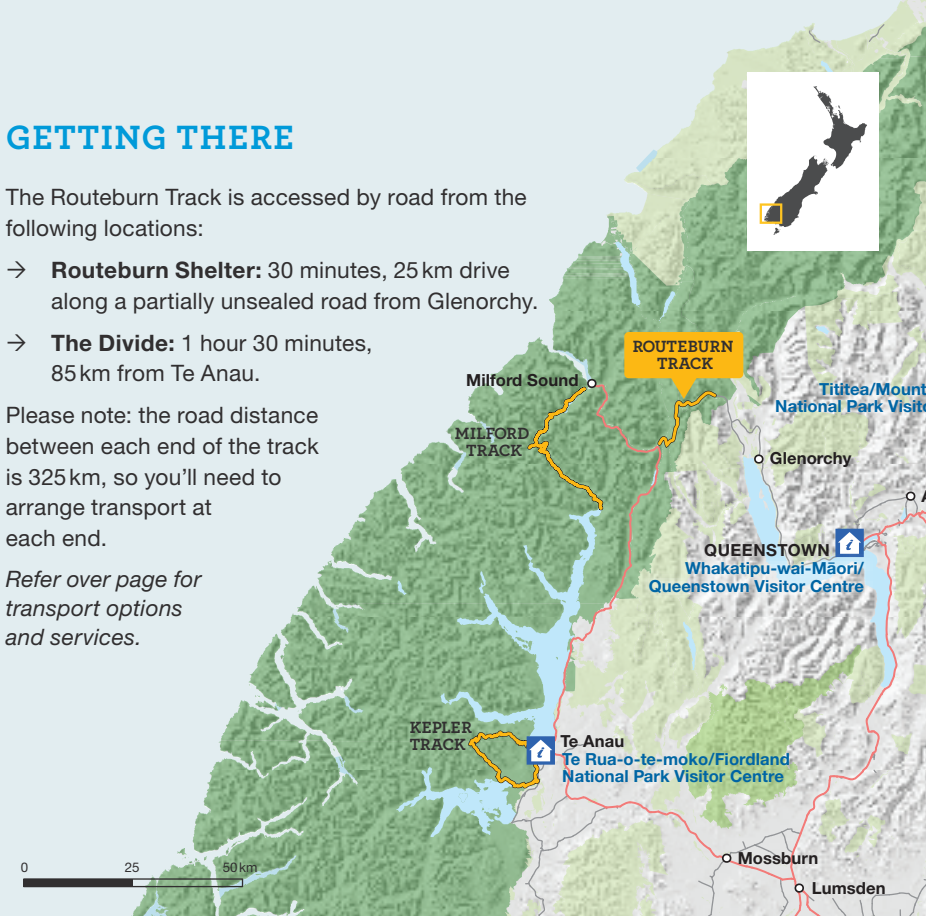 GETTING THERE
The Routeburn Track is accessed by road from the
following locations:
→ Routeburn Shelter: 30 minutes, 25 km drive
along a partially unsealed road from Glenorchy.
→ The Divide: 1 hour 30 minutes,
85 km from Te Anau.
Please note: the road distance
between each end of the track
is 325 km, so you'll need to
arrange transport at
each end.
Refer over page for
transport options
and services.
ROUTEBURN
TRACK
Milford Sound
Tititea/Mount
National Park
MILFORD
TRACK
Glenorchy
QUEENSTOWN
Whakatipu-wai-Māori/
Queenstown Visitor Centre
KEPLER
TRACK
Te Anau
Te Rua-o-te-moko/Fiordland
National Park Visitor Centre
Mossburn
Lumsden
0 25 50 km